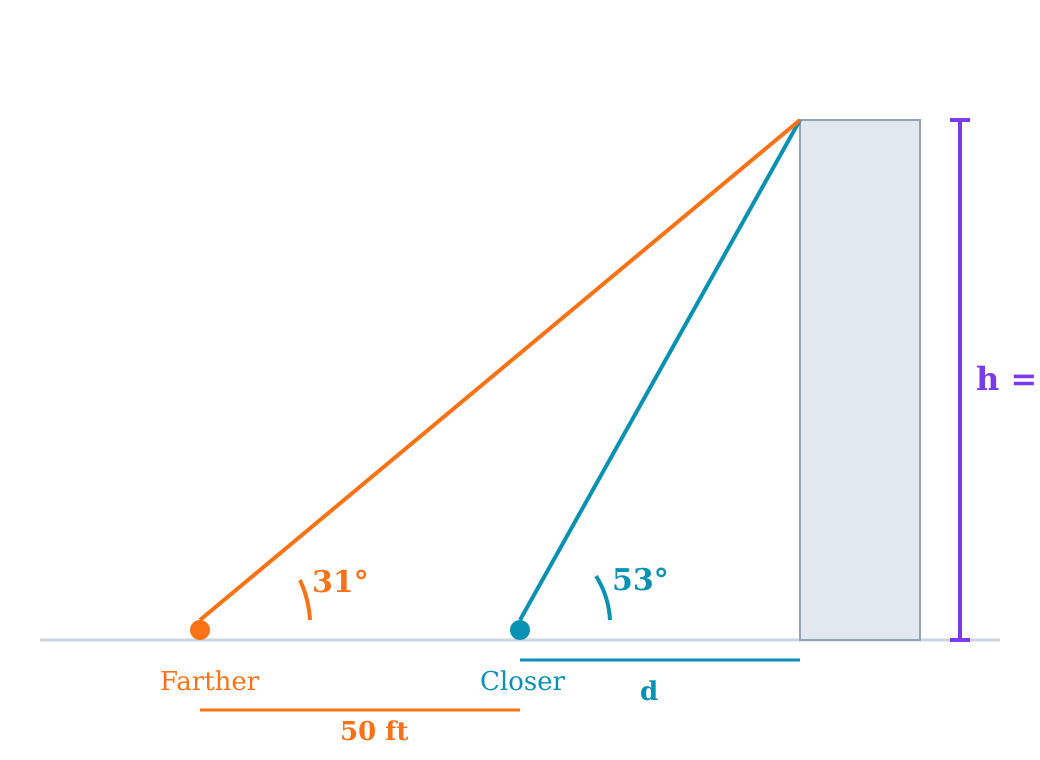 h =
31°
53°
Farther
Closer
d
50 ft